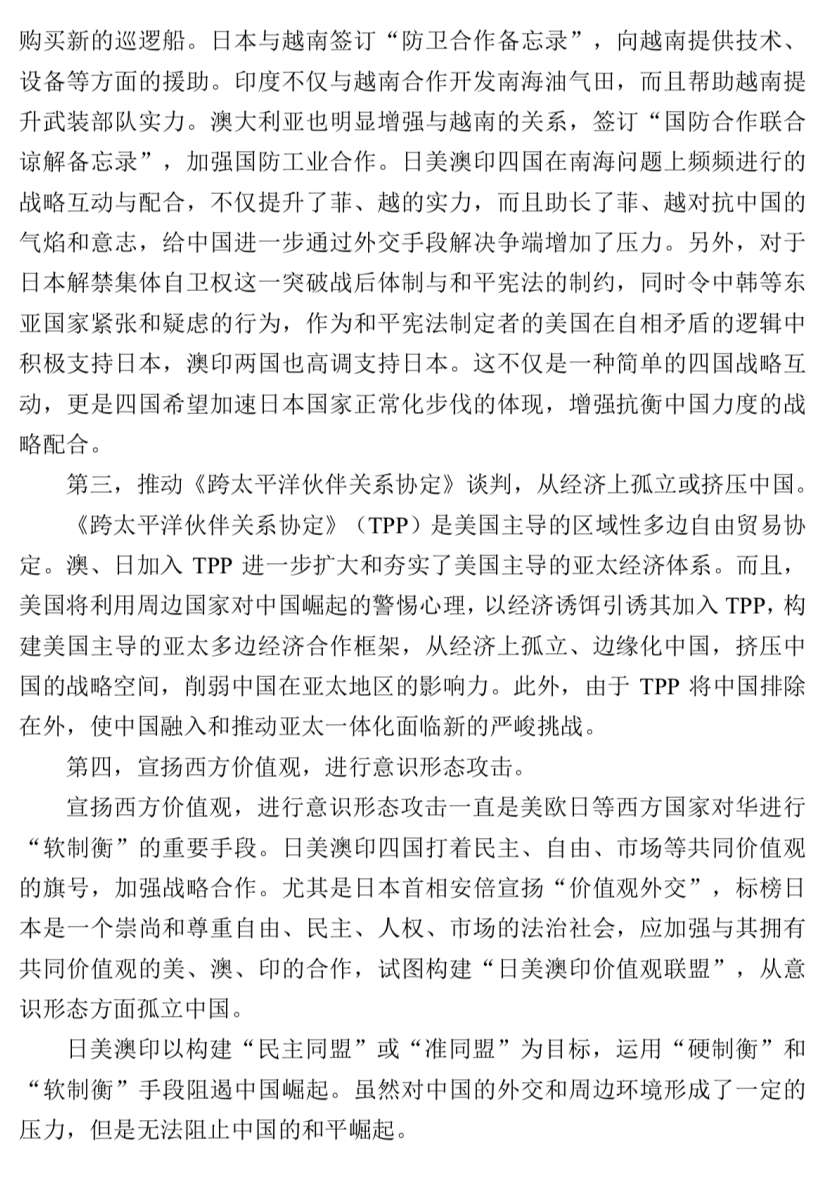 购买新的巡逻船。日本与越南签订“防卫合作备忘录”，向越南提供技术、
设备等方面的援助。印度不仅与越南合作开发南海油气田，而且帮助越南提
升武装部队实力。澳大利亚也明显增强与越南的关系，签订“国防合作联合
谅解备忘录”，加强国防工业合作。日美澳印四国在南海问题上频频进行的
战略互动与配合，不仅提升了菲、越的实力，而且助长了菲、越对抗中国的
气焰和意志，给中国进一步通过外交手段解决争端增加了压力。另外，对于
日本解禁集体自卫权这一突破战后体制与和平宪法的制约，同时令中韩等东
亚国家紧张和疑虑的行为，作为和平宪法制定者的美国在自相矛盾的逻辑中
积极支持日本，澳印两国也高调支持日本。这不仅是一种简单的四国战略互
动，更是四国希望加速日本国家正常化步伐的体现，增强抗衡中国力度的战
略配合。
第三，推动《跨太平洋伙伴关系协定》谈判，从经济上孤立或挤压中国。
《跨太平洋伙伴关系协定》（TPP）是美国主导的区域性多边自由贸易协
定。澳、日加入 TPP 进一步扩大和夯实了美国主导的亚太经济体系。而且，
美国将利用周边国家对中国崛起的警惕心理，以经济诱饵引诱其加入 TPP，构
建美国主导的亚太多边经济合作框架，从经济上孤立、边缘化中国，挤压中
国的战略空间，削弱中国在亚太地区的影响力。此外，由于 TPP 将中国排除
在外，使中国融入和推动亚太一体化面临新的严峻挑战。
第四，宣扬西方价值观，进行意识形态攻击。
宣扬西方价值观，进行意识形态攻击一直是美欧日等西方国家对华进行
“软制衡”的重要手段。日美澳印四国打着民主、自由、市场等共同价值观
的旗号，加强战略合作。尤其是日本首相安倍宣扬“价值观外交”，标榜日
本是一个崇尚和尊重自由、民主、人权、市场的法治社会，应加强与其拥有
共同价值观的美、澳、印的合作，试图构建“日美澳印价值观联盟”，从意
识形态方面孤立中国。
日美澳印以构建“民主同盟”或“准同盟”为目标，运用“硬制衡”和
“软制衡”手段阻遏中国崛起。虽然对中国的外交和周边环境形成了一定的
压力，但是无法阻止中国的和平崛起。